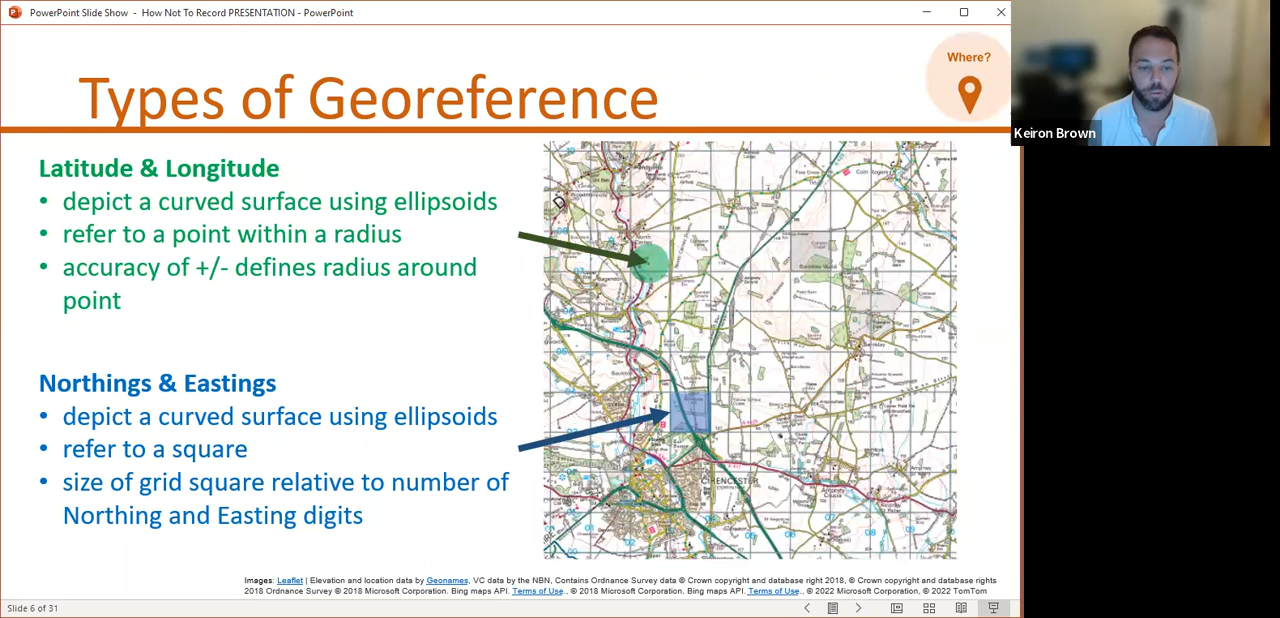 PowerPoint Slide Show - How Not To Record PRESENTATION - PowerPoint
Where?
Types of Georeference
Keiron Brown
Latitude & Longitude
• depict a curved surface using ellipsoids
• refer to a point within a radius
• accuracy of +/- defines radius around
point
Northings & Eastings
• depict a curved surface using ellipsoids
• refer to a square
• size of grid square relative to number of
Northing and Easting digits
CIRENCESTER
Images: Leaflet | Elevation and location data by Geonames, VC data by the NBN, Contains Ordnance Survey data © Crown copyright and database right 2018, © Crown copyright and database rights
2018 Ordnance Survey © 2018 Microsoft Corporation. Bing maps API. Terms of Use., © 2018 Microsoft Corporation. Bing maps API. Terms of Use., © 2022 Microsoft Corporation, © 2022 TomTom
Slide 6 of 31